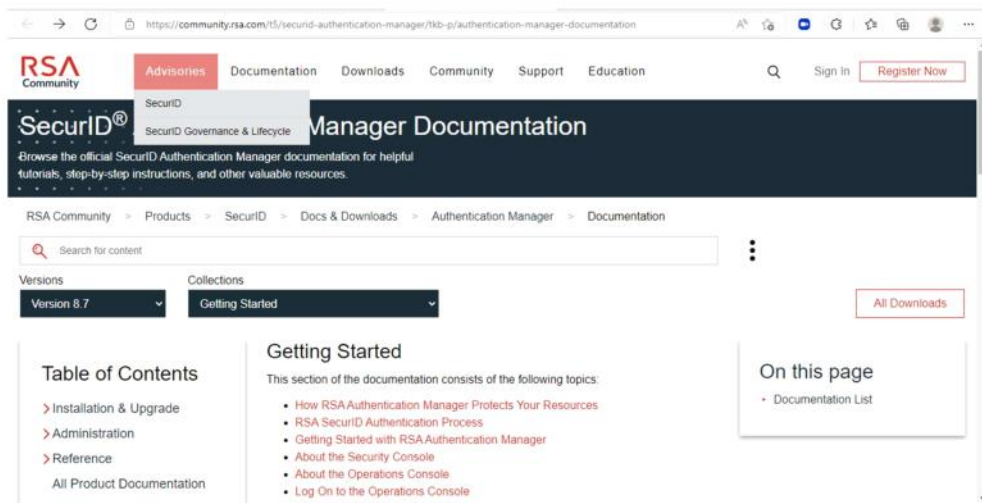 https://community.rsa.com/t5/securid-authentication-manager/tkb-p/authentication-manager-documentation
RSA
Community
Advisories Documentation Downloads Community Support Education Sign In Register Now
SecurID
SecurID Governance & Lifecycle
SecurID® Manager Documentation
Browse the official SecurID Authentication Manager documentation for helpful
tutorials, step-by-step instructions, and other valuable resources.
RSA Community > Products > SecurID > Docs & Downloads > Authentication Manager > Documentation
Search for content
Versions Collections
Version 8.7 Getting Started All Downloads
Table of Contents
Installation & Upgrade
Administration
Reference
All Product Documentation
Getting Started
This section of the documentation consists of the following topics:
• How RSA Authentication Manager Protects Your Resources
• RSA SecurID Authentication Process
• Getting Started with RSA Authentication Manager
• About the Security Console
• About the Operations Console
• Log On to the Operations Console
On this page
• Documentation List